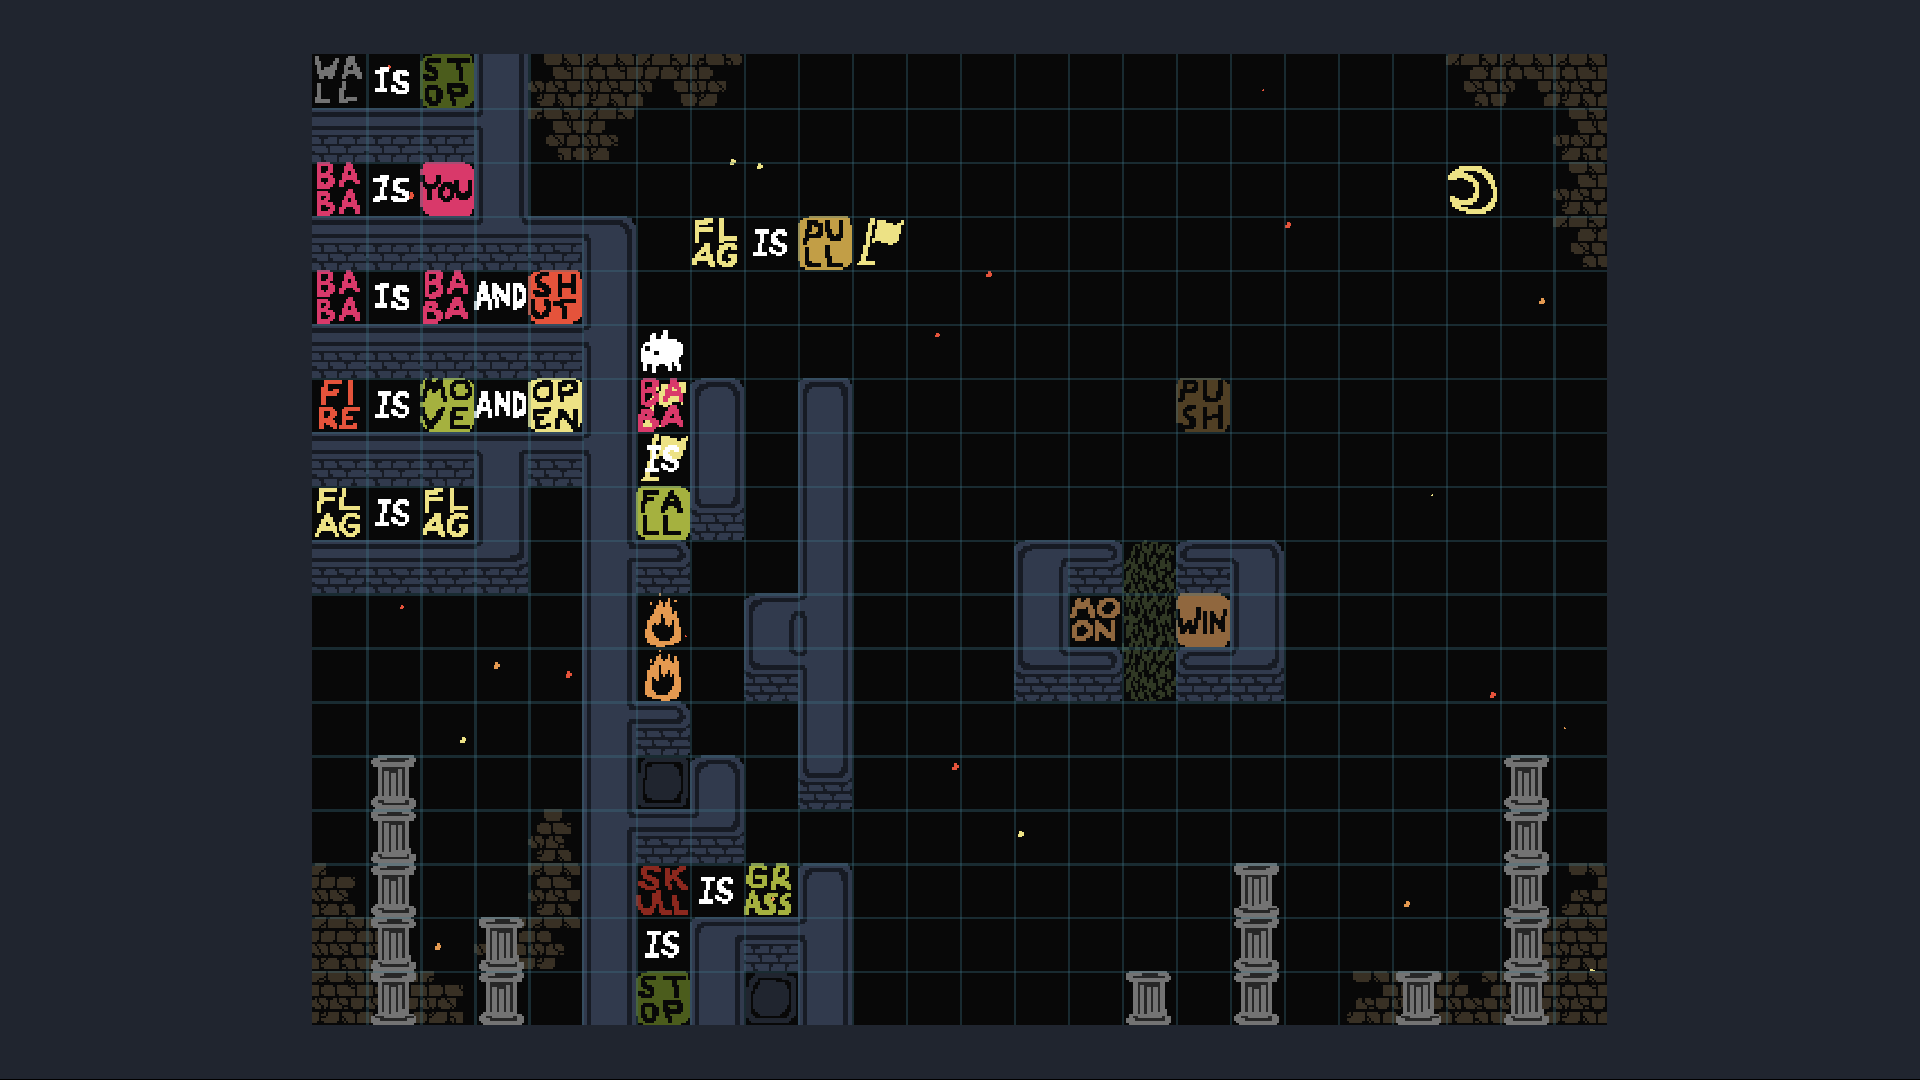 WALL IS STOP
BABA IS YOU
FLAG IS PULL
BABA IS BABA AND SHUT
FIRE IS MOVE AND OPEN
BABA
PUSH
IS
FLAG IS FLAG
FALL
MOON
WIN
SKULL IS GRASS
IS
STOP